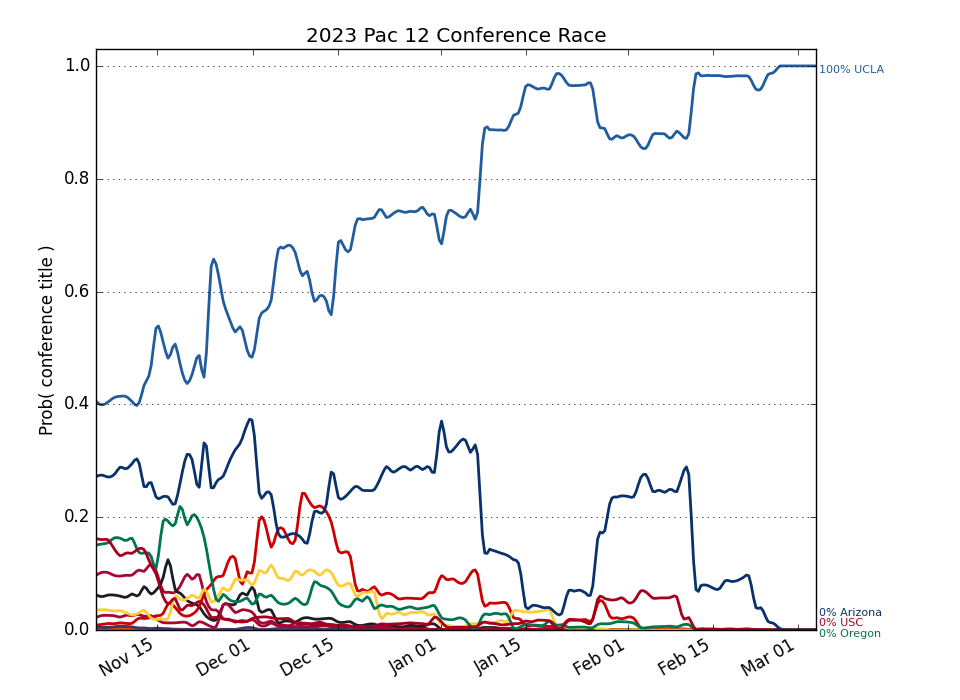 2023 Pac 12 Conference Race
Prob( conference title )
1.0
0.8
0.6
0.4
0.2
0.0
100% UCLA
0% Arizona
0% USC
0% Oregon
Nov 15
Dec 01
Dec 15
Jan 01
Jan 15
Feb 01
Feb 15
Mar 01